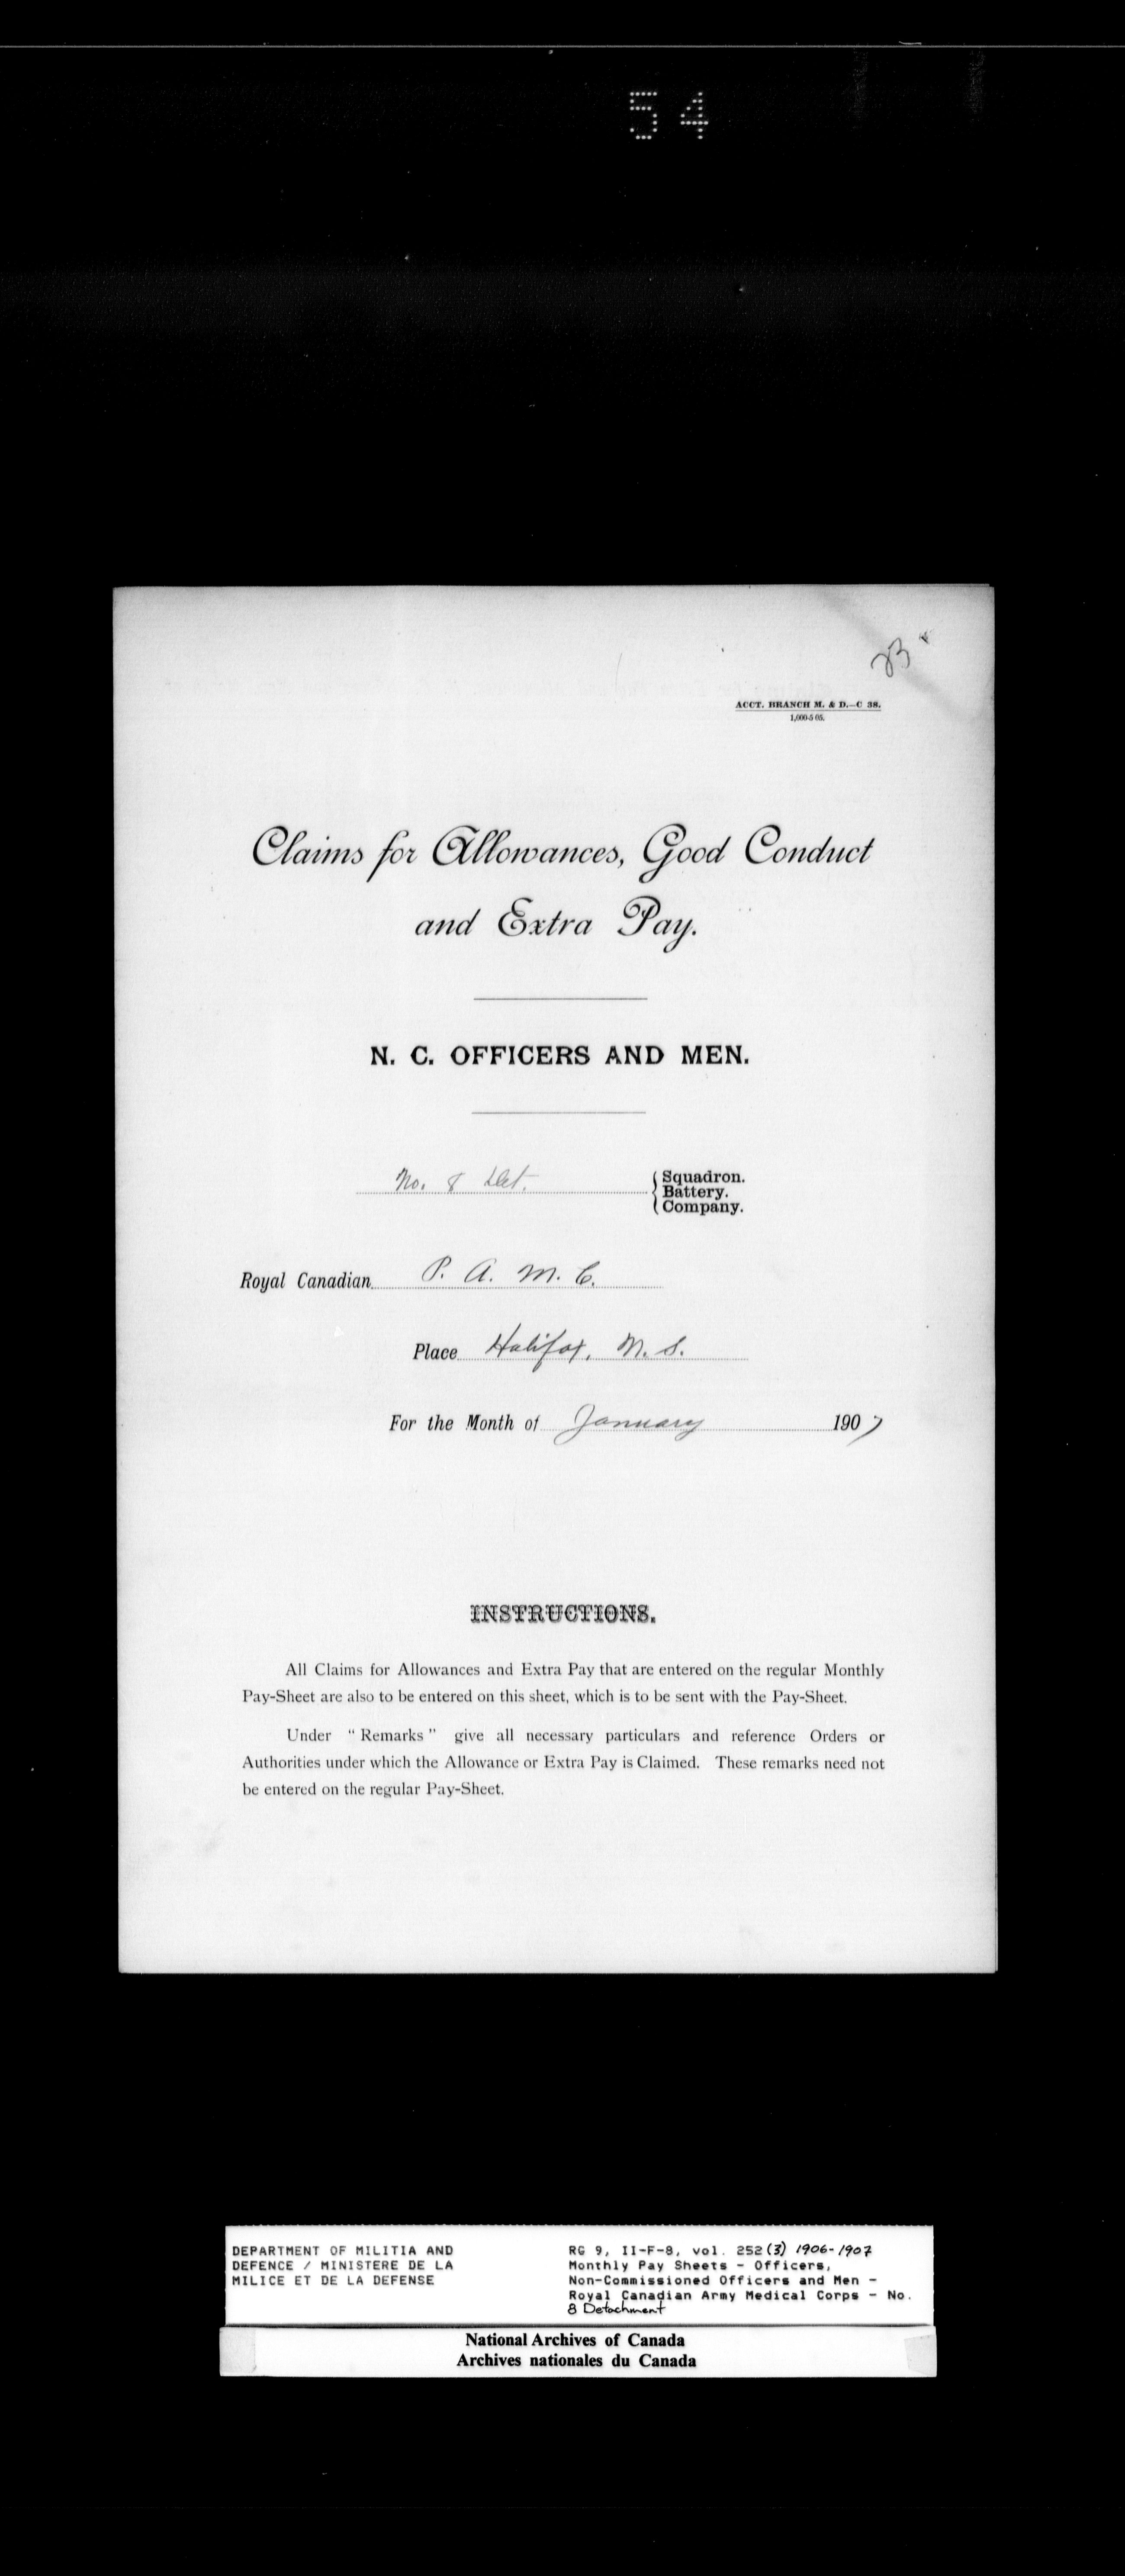 54
23
ACCT. BRANCH M. & D.—C 38.
1,000-5 05.
Claims for Allowances, Good Conduct
and Extra Pay.
N. C. OFFICERS AND MEN.
No. 8 Det. { Squadron.
Battery.
Company.
Royal Canadian P. A. M. C.
Place Halifax, N. S.
For the Month of January 1907
INSTRUCTIONS.
All Claims for Allowances and Extra Pay that are entered on the regular Monthly
Pay-Sheet are also to be entered on this sheet, which is to be sent with the Pay-Sheet.
Under "Remarks" give all necessary particulars and reference Orders or
Authorities under which the Allowance or Extra Pay is Claimed. These remarks need not
be entered on the regular Pay-Sheet.
DEPARTMENT OF MILITIA AND
DEFENCE / MINISTERE DE LA
MILICE ET DE LA DEFENSE
RG 9, II-F-8, vol. 252 (3) 1906-1907
Monthly Pay Sheets - Officers,
Non-Commissioned Officers and Men -
Royal Canadian Army Medical Corps - No.
8 Detachment
National Archives of Canada
Archives nationales du Canada